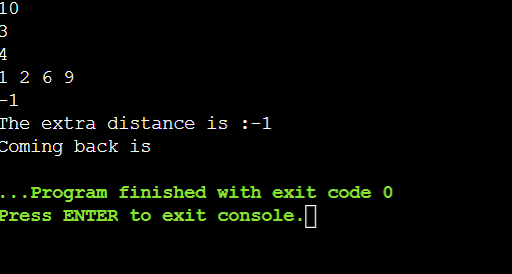 10
3
4
1 2 6 9
-1
The extra distance is :-1
Coming back is
...Program finished with exit code 0
Press ENTER to exit console.